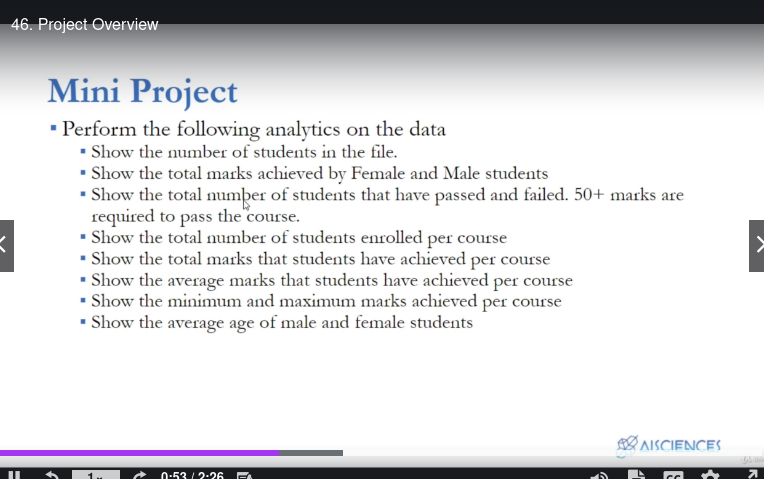 46. Project Overview
Mini Project
▪ Perform the following analytics on the data
▪ Show the number of students in the file.
▪ Show the total marks achieved by Female and Male students
▪ Show the total number of students that have passed and failed. 50+ marks are
required to pass the course.
▪ Show the total number of students enrolled per course
▪ Show the total marks that students have achieved per course
▪ Show the average marks that students have achieved per course
▪ Show the minimum and maximum marks achieved per course
▪ Show the average age of male and female students
AISCIENCES
0:53 / 2:26